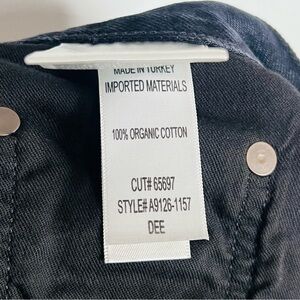 MADE IN TURKEY
IMPORTED MATERIALS
100% ORGANIC COTTON
CUT# 65697
STYLE# A9126-1157
DEE